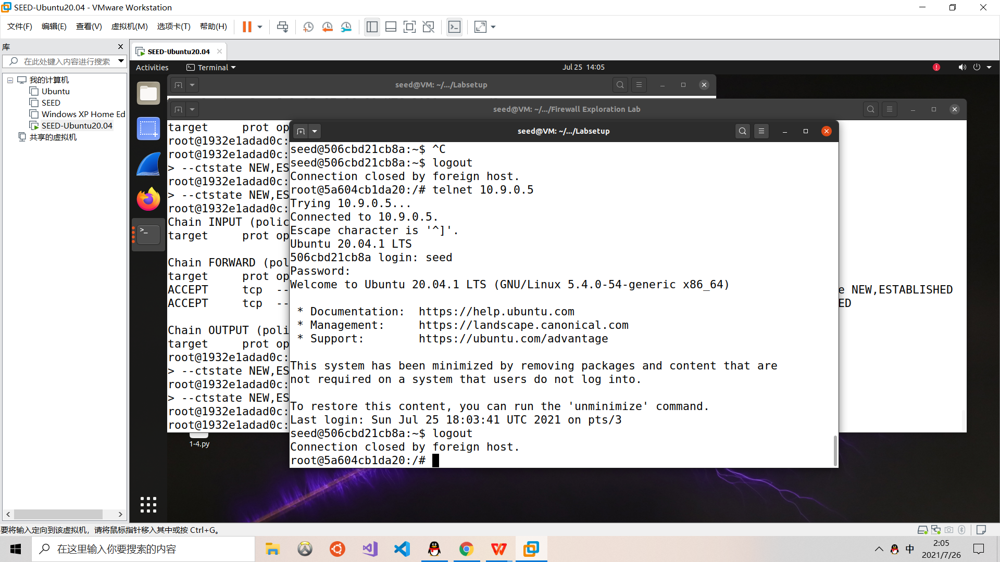 SEED-Ubuntu20.04 - VMware Workstation
文件(F) 编辑(E) 查看(V) 虚拟机(M) 选项卡(T) 帮助(H)
库
在此处键入内容进行搜索
我的计算机
Ubuntu
SEED
Windows XP Home Ed
SEED-Ubuntu20.04
共享的虚拟机
SEED-Ubuntu20.04
Activities Terminal Jul 25 14:05
seed@VM: ~/.../Labsetup
seed@VM: ~/.../Firewall Exploration Lab
target     prot op
root@1932e1adad0c:
root@1932e1adad0c:
> --ctstate NEW,ES
root@1932e1adad0c:
> --ctstate NEW,ES
root@1932e1adad0c:
Chain INPUT (polic
target     prot op
Chain FORWARD (pol
target     prot op
ACCEPT     tcp  --
e NEW,ESTABLISHED
ACCEPT     tcp  --
ED
Chain OUTPUT (poli
target     prot op
root@1932e1adad0c:
> --ctstate NEW,ES
root@1932e1adad0c:
> --ctstate NEW,ES
root@1932e1adad0c:
root@1932e1adad0c:
seed@VM: ~/.../Labsetup
seed@506cbd21cb8a:~$ ^C
seed@506cbd21cb8a:~$ logout
Connection closed by foreign host.
root@5a604cb1da20:/# telnet 10.9.0.5
Trying 10.9.0.5...
Connected to 10.9.0.5.
Escape character is '^]'.
Ubuntu 20.04.1 LTS
506cbd21cb8a login: seed
Password:
Welcome to Ubuntu 20.04.1 LTS (GNU/Linux 5.4.0-54-generic x86_64)
* Documentation:  https://help.ubuntu.com
* Management:     https://landscape.canonical.com
* Support:        https://ubuntu.com/advantage
This system has been minimized by removing packages and content that are
not required on a system that users do not log into.
To restore this content, you can run the 'unminimize' command.
Last login: Sun Jul 25 18:03:41 UTC 2021 on pts/3
seed@506cbd21cb8a:~$ logout
Connection closed by foreign host.
root@5a604cb1da20:/#
1-4.py
要将输入定向到该虚拟机，请将鼠标指针移入其中或按 Ctrl+G。
在这里输入你要搜索的内容
中
2:05
2021/7/26